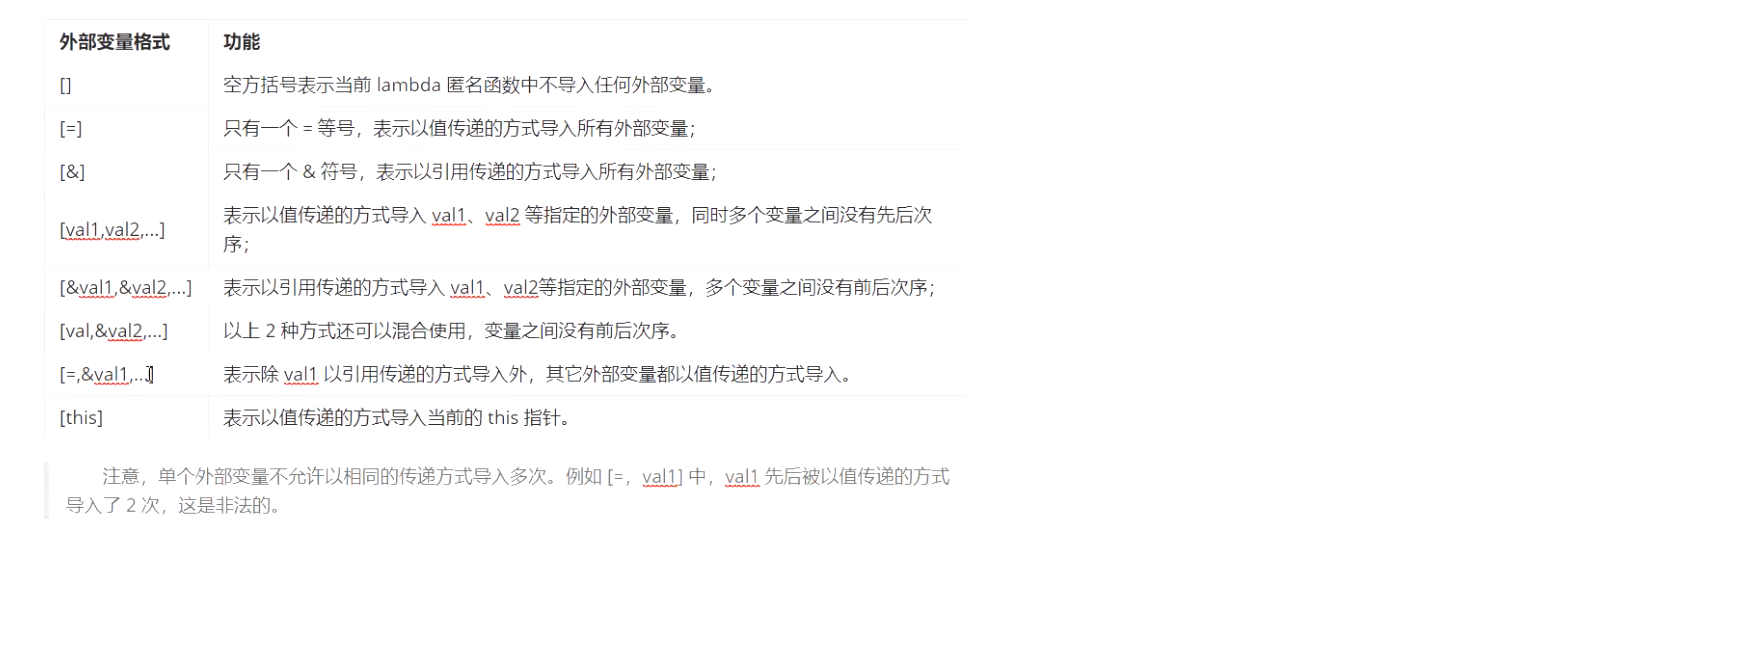 外部变量格式 功能
[] 空方括号表示当前 lambda 匿名函数中不导入任何外部变量。
[=] 只有一个 = 等号，表示以值传递的方式导入所有外部变量；
[&] 只有一个 & 符号，表示以引用传递的方式导入所有外部变量；
[val1,val2,...] 表示以值传递的方式导入 val1、val2 等指定的外部变量，同时多个变量之间没有先后次
序；
[&val1,&val2,...] 表示以引用传递的方式导入 val1、val2等指定的外部变量，多个变量之间没有前后次序；
[val,&val2,...] 以上 2 种方式还可以混合使用，变量之间没有前后次序。
[=,&val1,...] 表示除 val1 以引用传递的方式导入外，其它外部变量都以值传递的方式导入。
[this] 表示以值传递的方式导入当前的 this 指针。
注意，单个外部变量不允许以相同的传递方式导入多次。例如 [=，val1] 中，val1 先后被以值传递的方式
导入了 2 次，这是非法的。